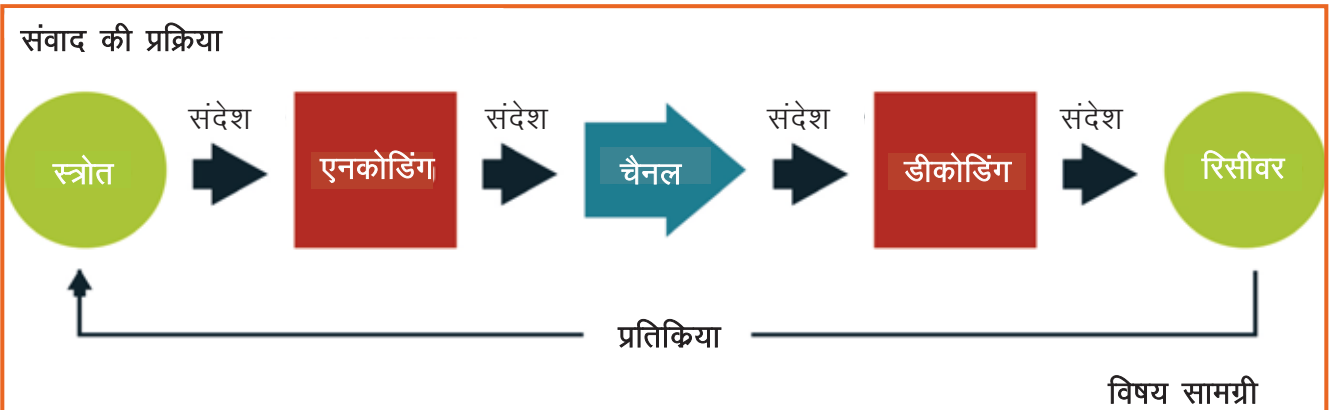 संवाद की प्रक्रिया
संदेश संदेश संदेश संदेश
स्त्रोत एनकोडिंग चैनल डीकोडिंग रिसीवर
प्रतिक्रिया
विषय सामग्री